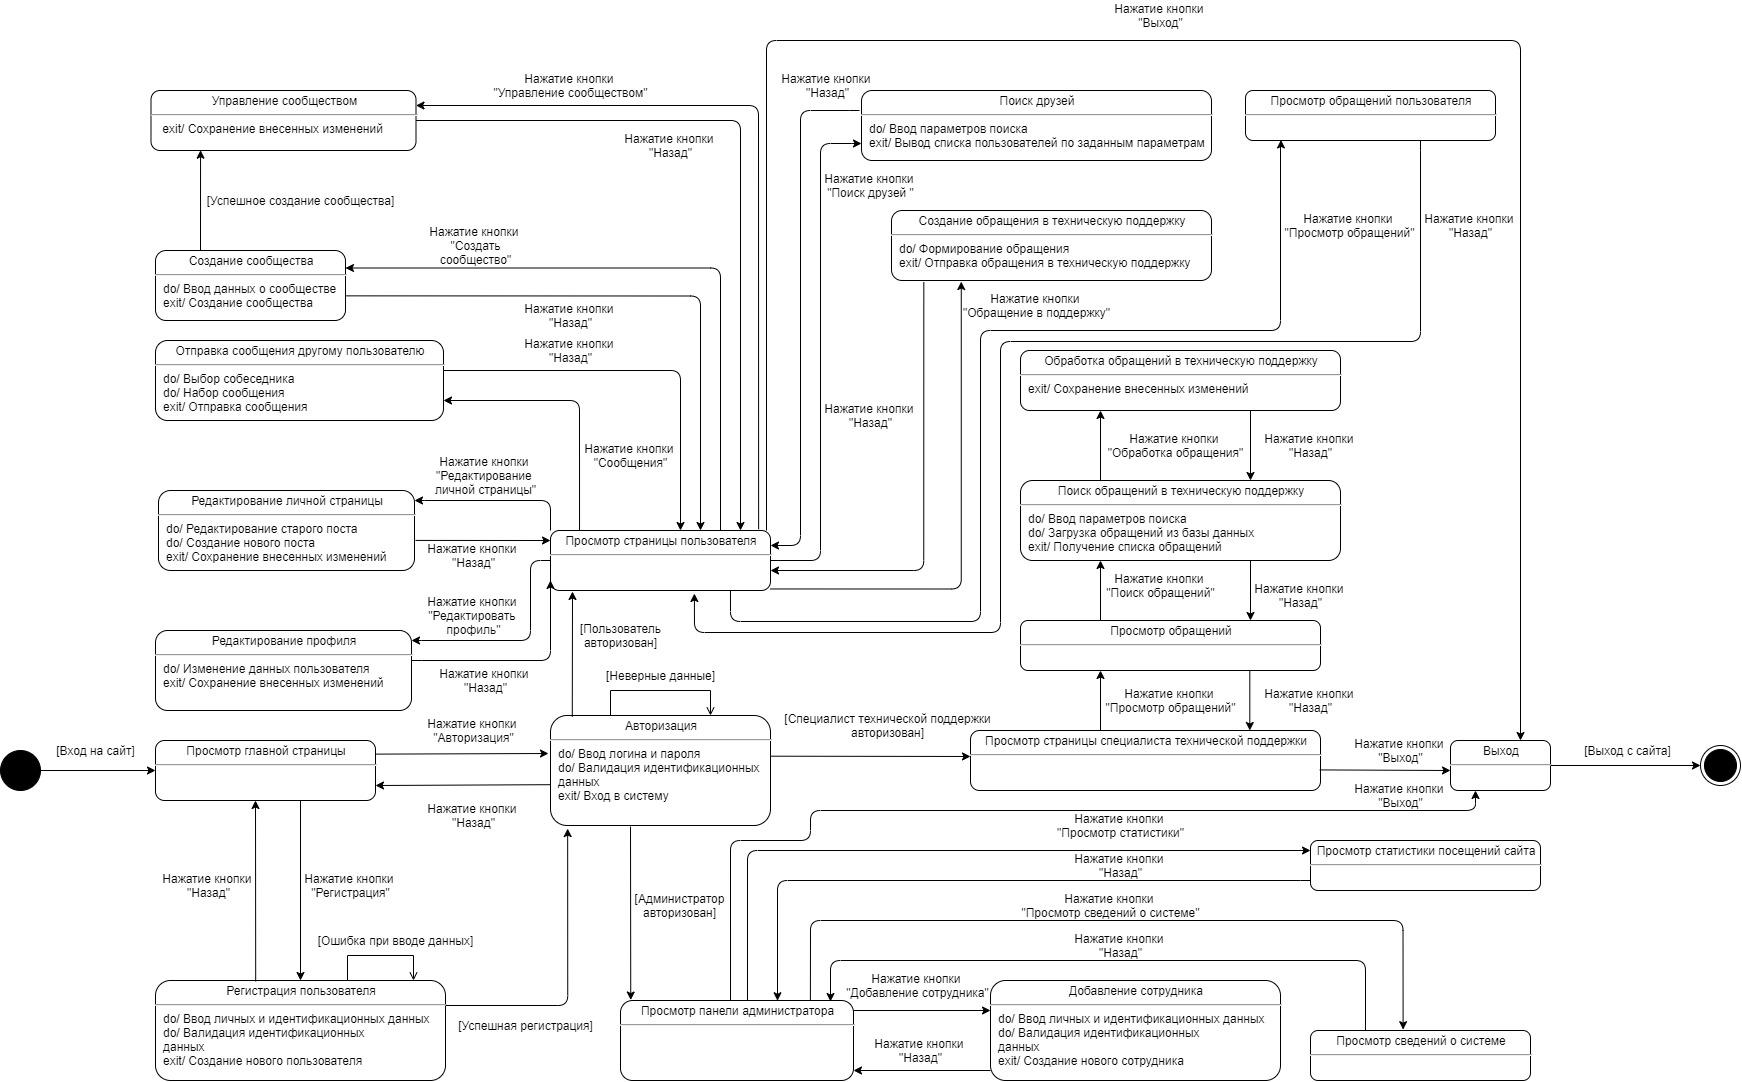 Нажатие кнопки
"Выход"
Нажатие кнопки
"Управление сообществом"
Нажатие кнопки
"Назад"
Управление сообществом
exit/ Сохранение внесенных изменений
Нажатие кнопки
"Назад"
Поиск друзей
do/ Ввод параметров поиска
exit/ Вывод списка пользователей по заданным параметрам
Просмотр обращений пользователя
Нажатие кнопки
"Поиск друзей "
[Успешное создание сообщества]
Нажатие кнопки
"Создать
сообщество"
Создание обращения в техническую поддержку
do/ Формирование обращения
exit/ Отправка обращения в техническую поддержку
Нажатие кнопки
"Просмотр обращений"
Нажатие кнопки
"Назад"
Создание сообщества
do/ Ввод данных о сообществе
exit/ Создание сообщества
Нажатие кнопки
"Назад"
Нажатие кнопки
"Обращение в поддержку"
Отправка сообщения другому пользователю
do/ Выбор собеседника
do/ Набор сообщения
exit/ Отправка сообщения
Нажатие кнопки
"Назад"
Обработка обращений в техническую поддержку
exit/ Сохранение внесенных изменений
Нажатие кнопки
"Сообщения"
Нажатие кнопки
"Назад"
Нажатие кнопки
"Обработка обращения"
Нажатие кнопки
"Назад"
Нажатие кнопки
"Редактирование
личной страницы"
Редактирование личной страницы
do/ Редактирование старого поста
do/ Создание нового поста
exit/ Сохранение внесенных изменений
Нажатие кнопки
"Назад"
Просмотр страницы пользователя
Поиск обращений в техническую поддержку
do/ Ввод параметров поиска
do/ Загрузка обращений из базы данных
exit/ Получение списка обращений
Нажатие кнопки
"Поиск обращений"
Нажатие кнопки
"Назад"
Нажатие кнопки
"Редактировать
профиль"
[Пользователь
авторизован]
Редактирование профиля
do/ Изменение данных пользователя
exit/ Сохранение внесенных изменений
Нажатие кнопки
"Назад"
Просмотр обращений
Нажатие кнопки
"Просмотр обращений"
Нажатие кнопки
"Назад"
[Неверные данные]
[Вход на сайт]
Просмотр главной страницы
Нажатие кнопки
"Авторизация"
Нажатие кнопки
"Назад"
Авторизация
do/ Ввод логина и пароля
do/ Валидация идентификационных
данных
exit/ Вход в систему
[Специалист технической поддержки
авторизован]
Просмотр страницы специалиста технической поддержки
Нажатие кнопки
"Выход"
Выход
[Выход с сайта]
Нажатие кнопки
"Выход"
Нажатие кнопки
"Просмотр статистики"
Просмотр статистики посещений сайта
Нажатие кнопки
"Назад"
Нажатие кнопки
"Назад"
Нажатие кнопки
"Регистрация"
[Администратор
авторизован]
Нажатие кнопки
"Просмотр сведений о системе"
[Ошибка при вводе данных]
Нажатие кнопки
"Назад"
Регистрация пользователя
do/ Ввод личных и идентификационных данных
do/ Валидация идентификационных
данных
exit/ Создание нового пользователя
[Успешная регистрация]
Просмотр панели администратора
Нажатие кнопки
"Добавление сотрудника"
Нажатие кнопки
"Назад"
Добавление сотрудника
do/ Ввод личных и идентификационных данных
do/ Валидация идентификационных
данных
exit/ Создание нового сотрудника
Просмотр сведений о системе